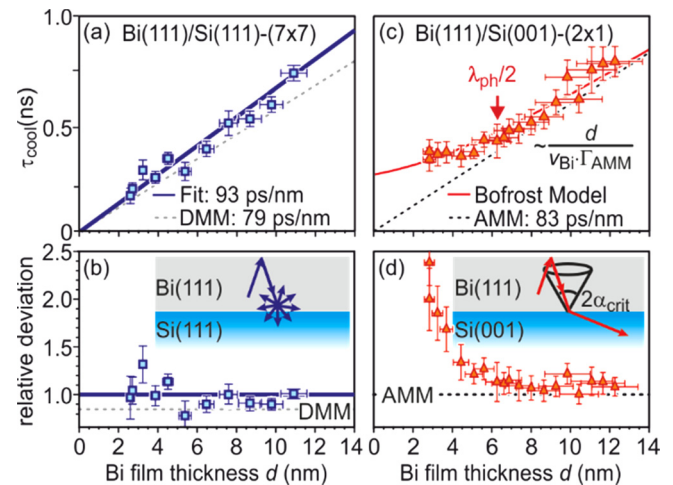 (a) Bi(111)/Si(111)-(7x7)
1.0
0.5
0
τcool(ns)
Fit: 93 ps/nm
DMM: 79 ps/nm
(c) Bi(111)/Si(001)-(2x1)
λph/2
~ d / vBi·ΓAMM
Bofrost Model
AMM: 83 ps/nm
(b)
2.5
2.0
1.5
1.0
relative deviation
Bi(111)
Si(111)
DMM
0 2 4 6 8 10 12 14
Bi film thickness d (nm)
(d)
Bi(111)
2αcrit
Si(001)
AMM
0 2 4 6 8 10 12 14
Bi film thickness d (nm)